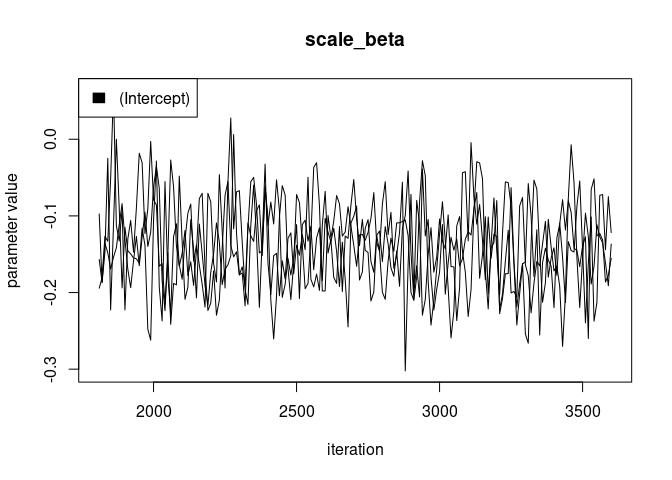 scale_beta
(Intercept)
parameter value
0.0
-0.1
-0.2
-0.3
2000
2500
3000
3500
iteration